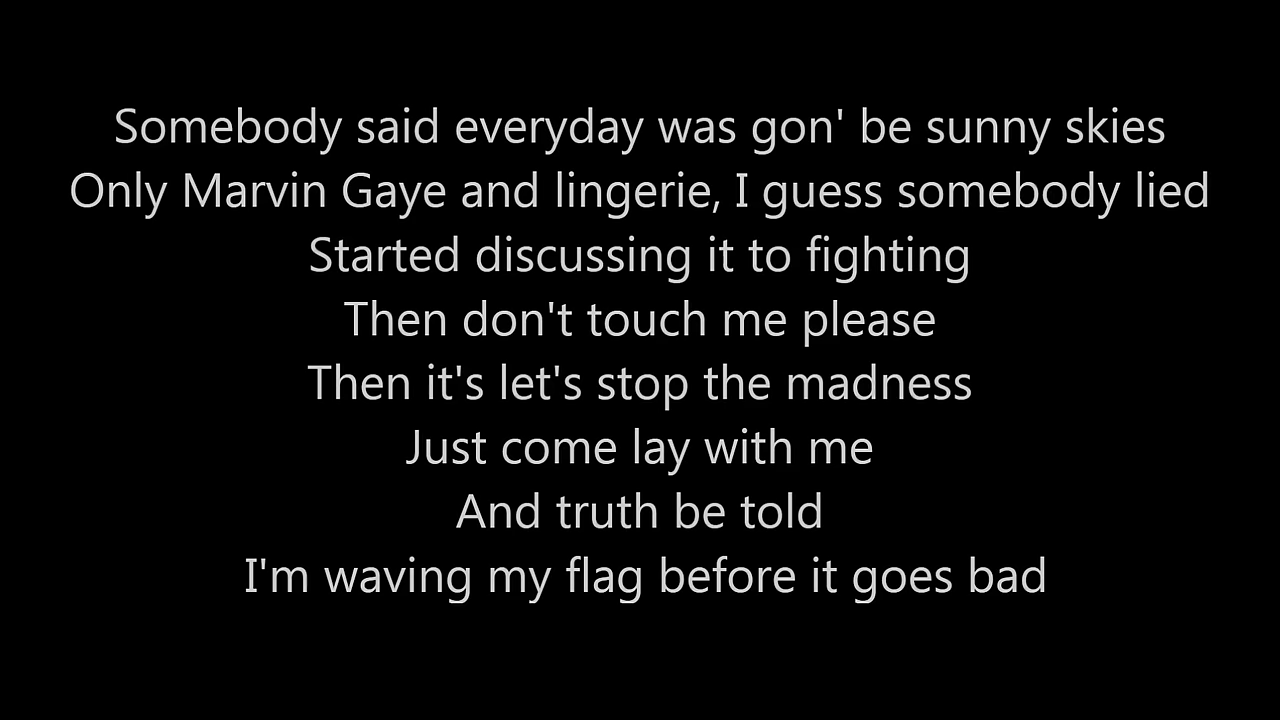 Somebody said everyday was gon' be sunny skies
Only Marvin Gaye and lingerie, I guess somebody lied
Started discussing it to fighting
Then don't touch me please
Then it's let's stop the madness
Just come lay with me
And truth be told
I'm waving my flag before it goes bad